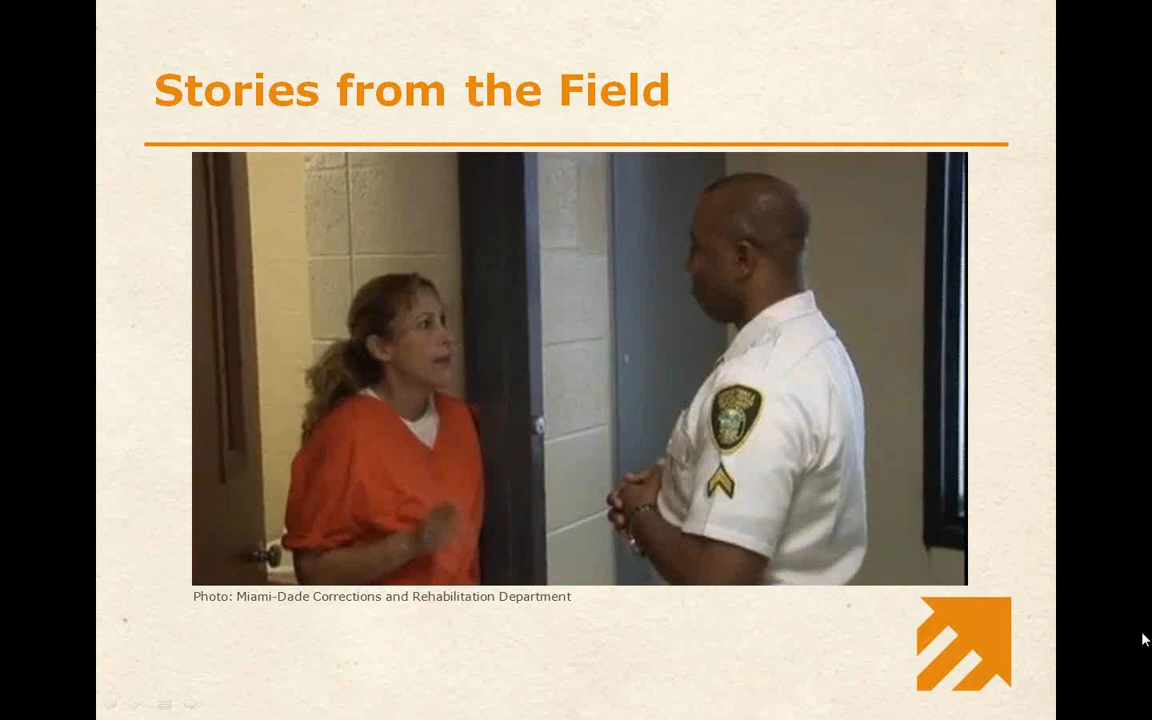 Stories from the Field
Photo: Miami-Dade Corrections and Rehabilitation Department